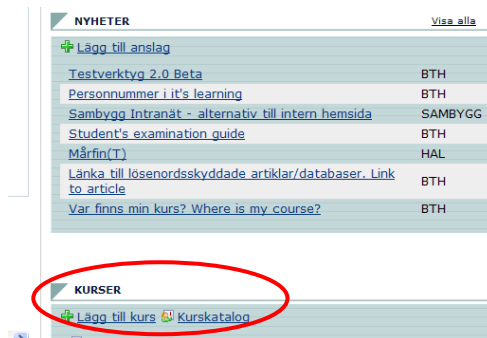 NYHETER Visa alla
Lägg till anslag
Testverktyg 2.0 Beta BTH
Personnummer i it's learning BTH
Sambygg Intranät - alternativ till intern hemsida SAMBYGG
Student's examination guide BTH
Mårfin(T) HAL
Länka till lösenordsskyddade artiklar/databaser. Link
to article BTH
Var finns min kurs? Where is my course? BTH
KURSER
Lägg till kurs Kurskatalog